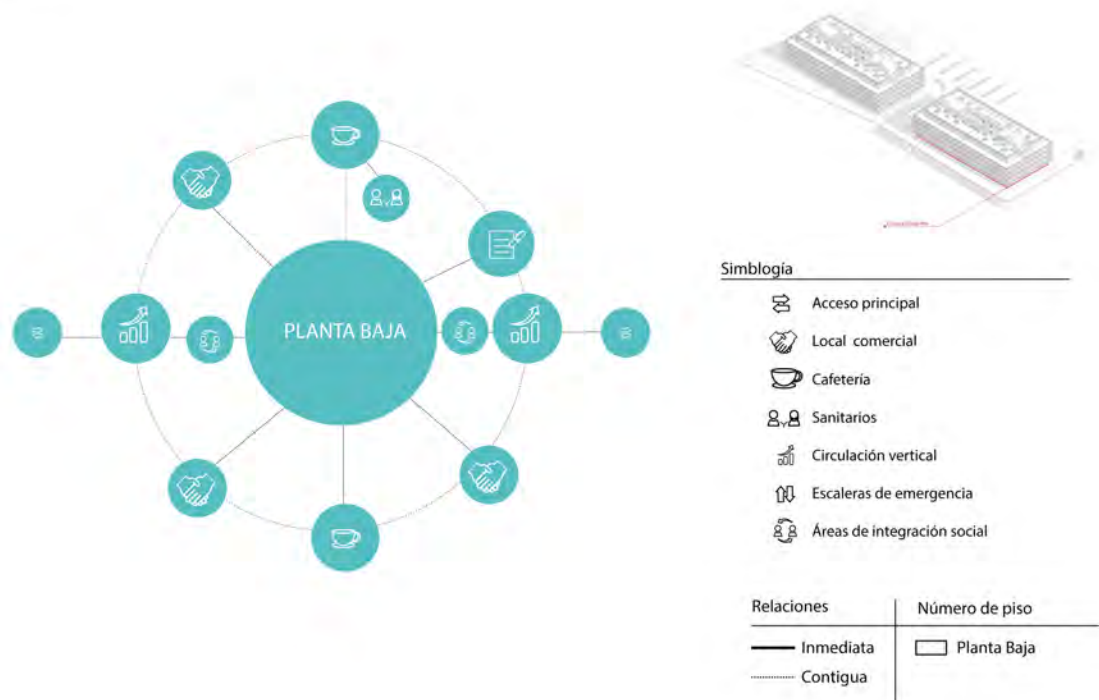 PLANTA BAJA
Simblogía
Acceso principal
Local comercial
Cafetería
Sanitarios
Circulación vertical
Escaleras de emergencia
Áreas de integración social
Relaciones
Número de piso
Inmediata
Planta Baja
Contigua